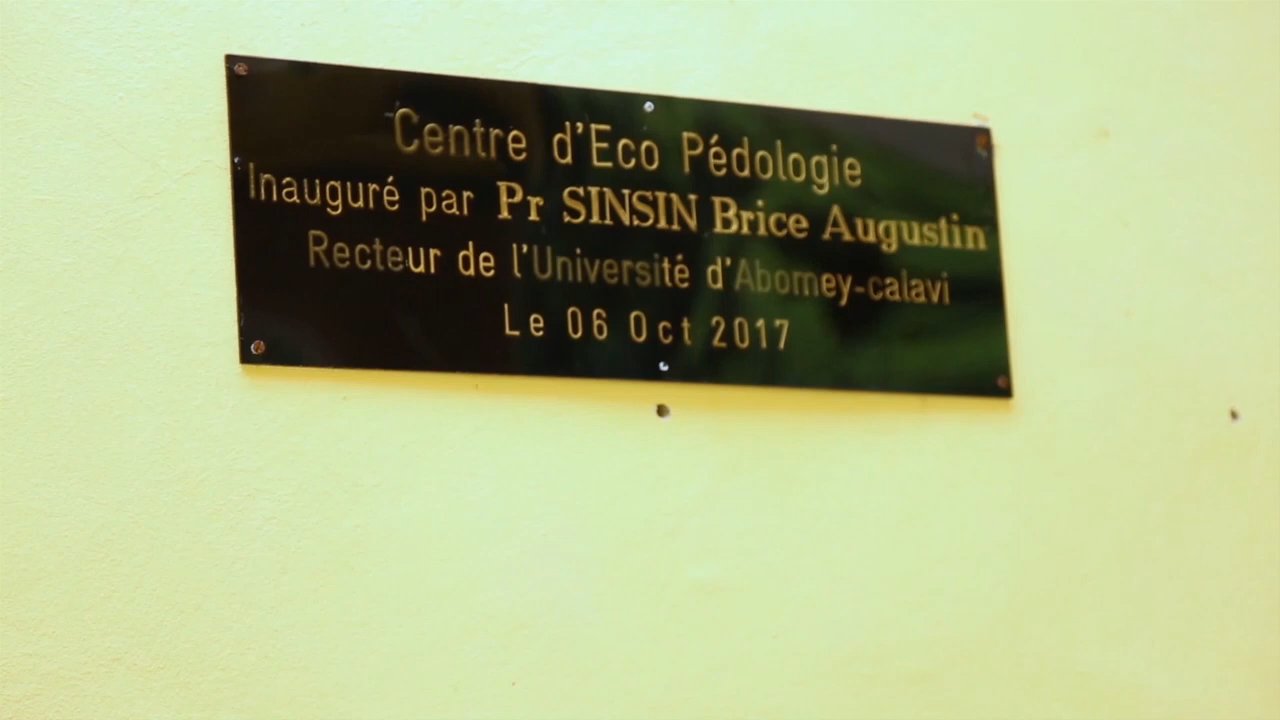 Centre d'Eco Pédologie
Inauguré par Pr SINSIN Brice Augustin
Recteur de l'Université d'Abomey-calavi
Le 06 Oct 2017